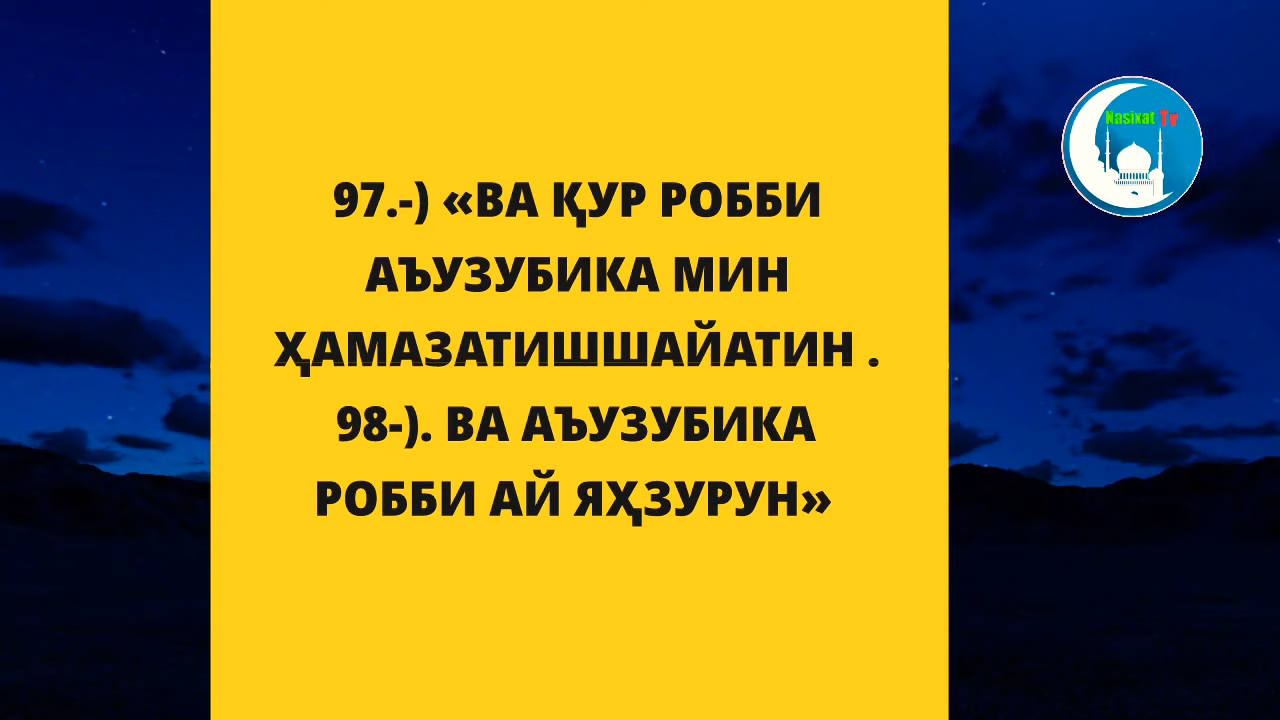 Nasixat Tv
97.-) «ВА ҚУР РОББИ
АЪУЗУБИКА МИН
ҲАМАЗАТИШШАЙАТИН .
98-). ВА АЪУЗУБИКА
РОББИ АЙ ЯҲЗУРУН»